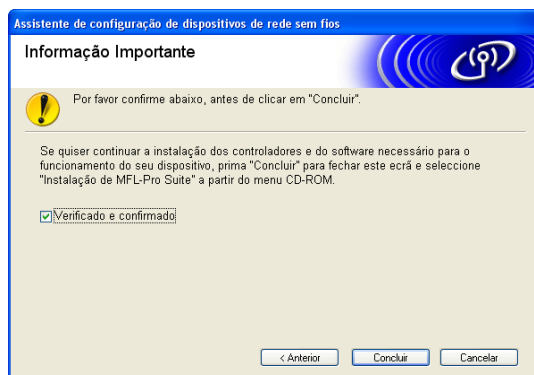 Assistente de configuração de dispositivos de rede sem fios
Informação Importante
Por favor confirme abaixo, antes de clicar em "Concluir".
Se quiser continuar a instalação dos controladores e do software necessário para o
funcionamento do seu dispositivo, prima "Concluir" para fechar este ecrã e seleccione
"Instalação de MFL-Pro Suite" a partir do menu CD-ROM.
Verificado e confirmado
< Anterior
Concluir
Cancelar